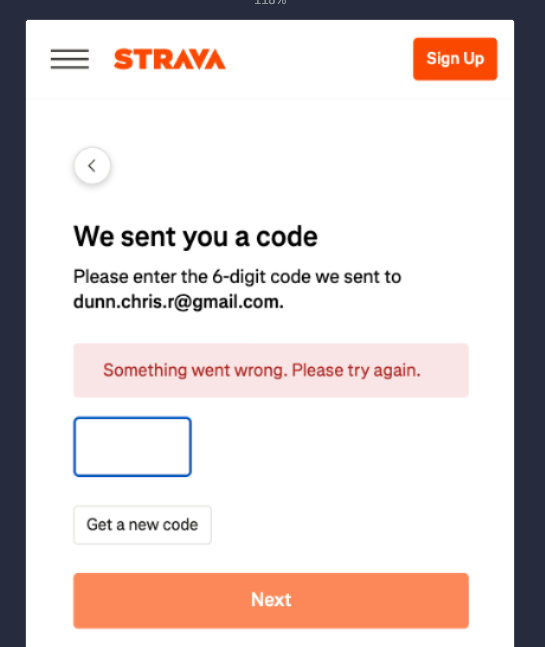 118%
STRAVA
Sign Up
We sent you a code
Please enter the 6-digit code we sent to
dunn.chris.r@gmail.com.
Something went wrong. Please try again.
Get a new code
Next